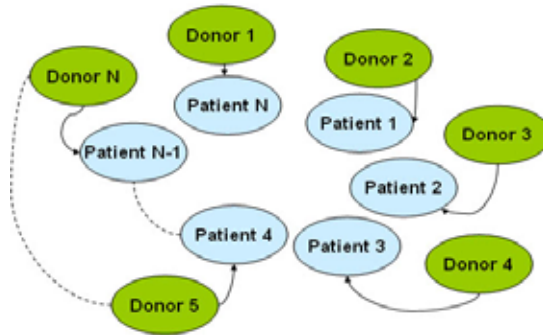 Donor 1
Donor N
Donor 2
Patient N
Patient 1
Donor 3
Patient N-1
Patient 2
Patient 4
Patient 3
Donor 4
Donor 5